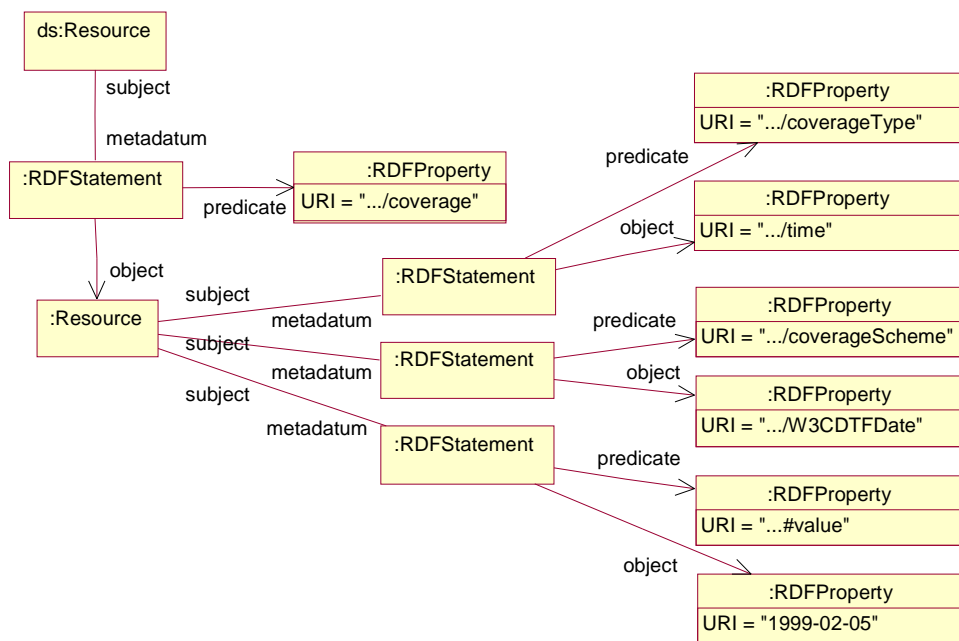 ds:Resource
subject
metadatum
:RDFStatement
predicate
:RDFProperty
URI = ".../coverage"
object
:Resource
subject
metadatum
:RDFStatement
predicate
:RDFProperty
URI = ".../coverageType"
object
:RDFProperty
URI = ".../time"
subject
metadatum
:RDFStatement
predicate
:RDFProperty
URI = ".../coverageScheme"
object
:RDFProperty
URI = ".../W3CDTFDate"
subject
metadatum
:RDFStatement
predicate
:RDFProperty
URI = "...#value"
object
:RDFProperty
URI = "1999-02-05"